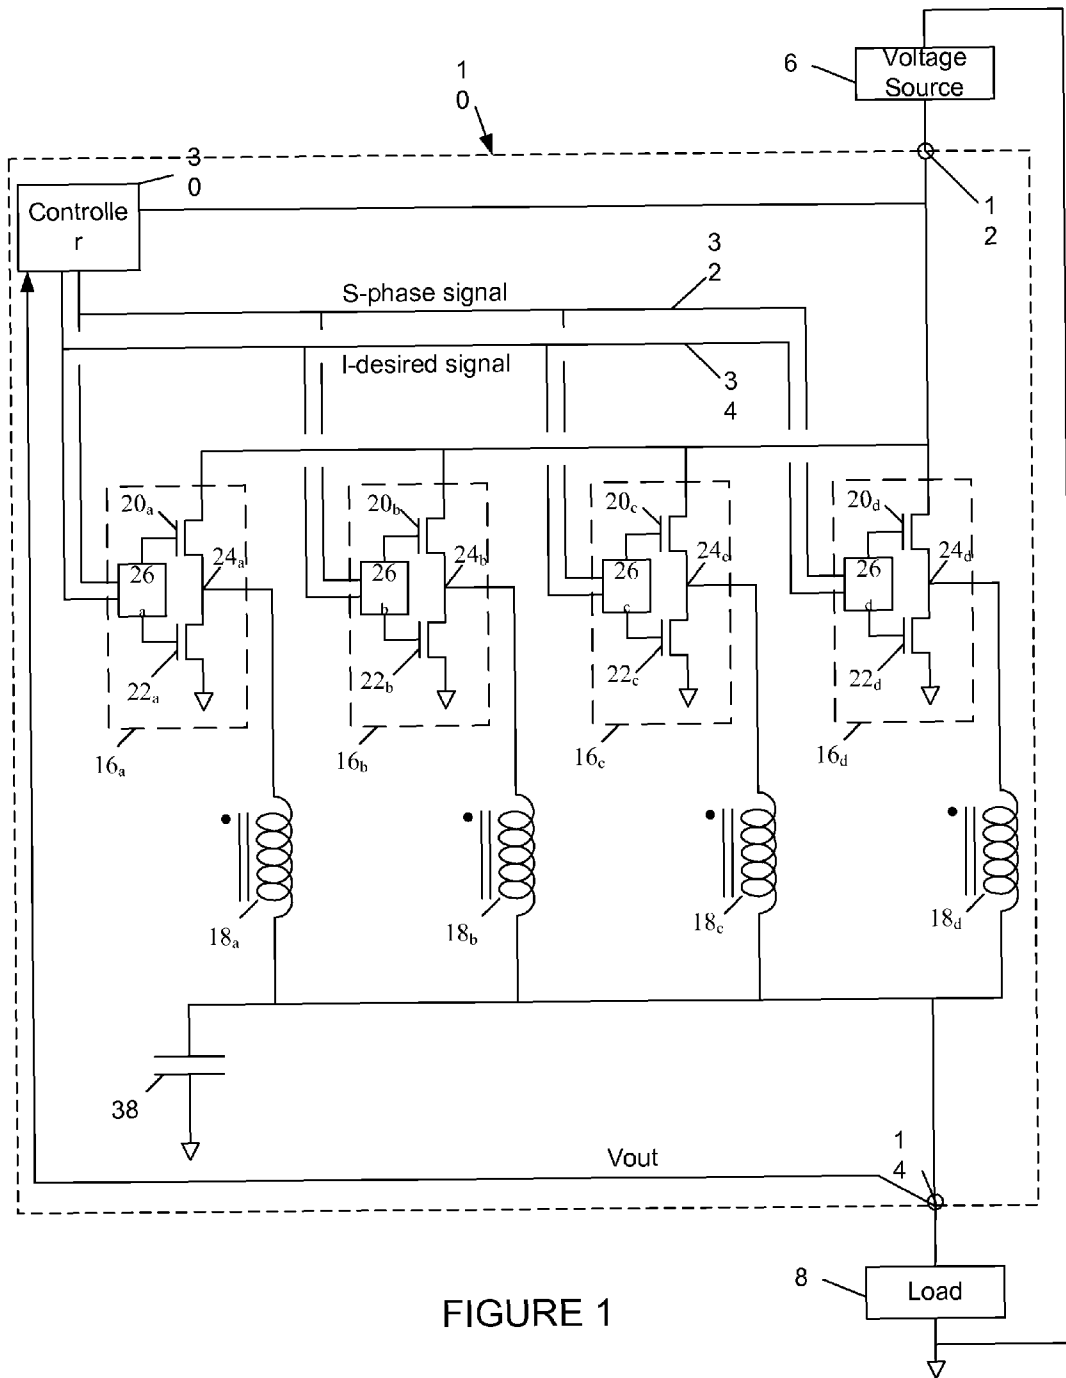 6
Voltage
Source
1
0
3
0
Controlle
r
1
2
3
2
S-phase signal
I-desired signal
3
4
20a
20b
20c
20d
24a
24b
24c
24d
26
a
26
b
26
c
26
d
22a
22b
22c
22d
16a
16b
16c
16d
18a
18b
18c
18d
38
Vout
1
4
8
Load
FIGURE 1